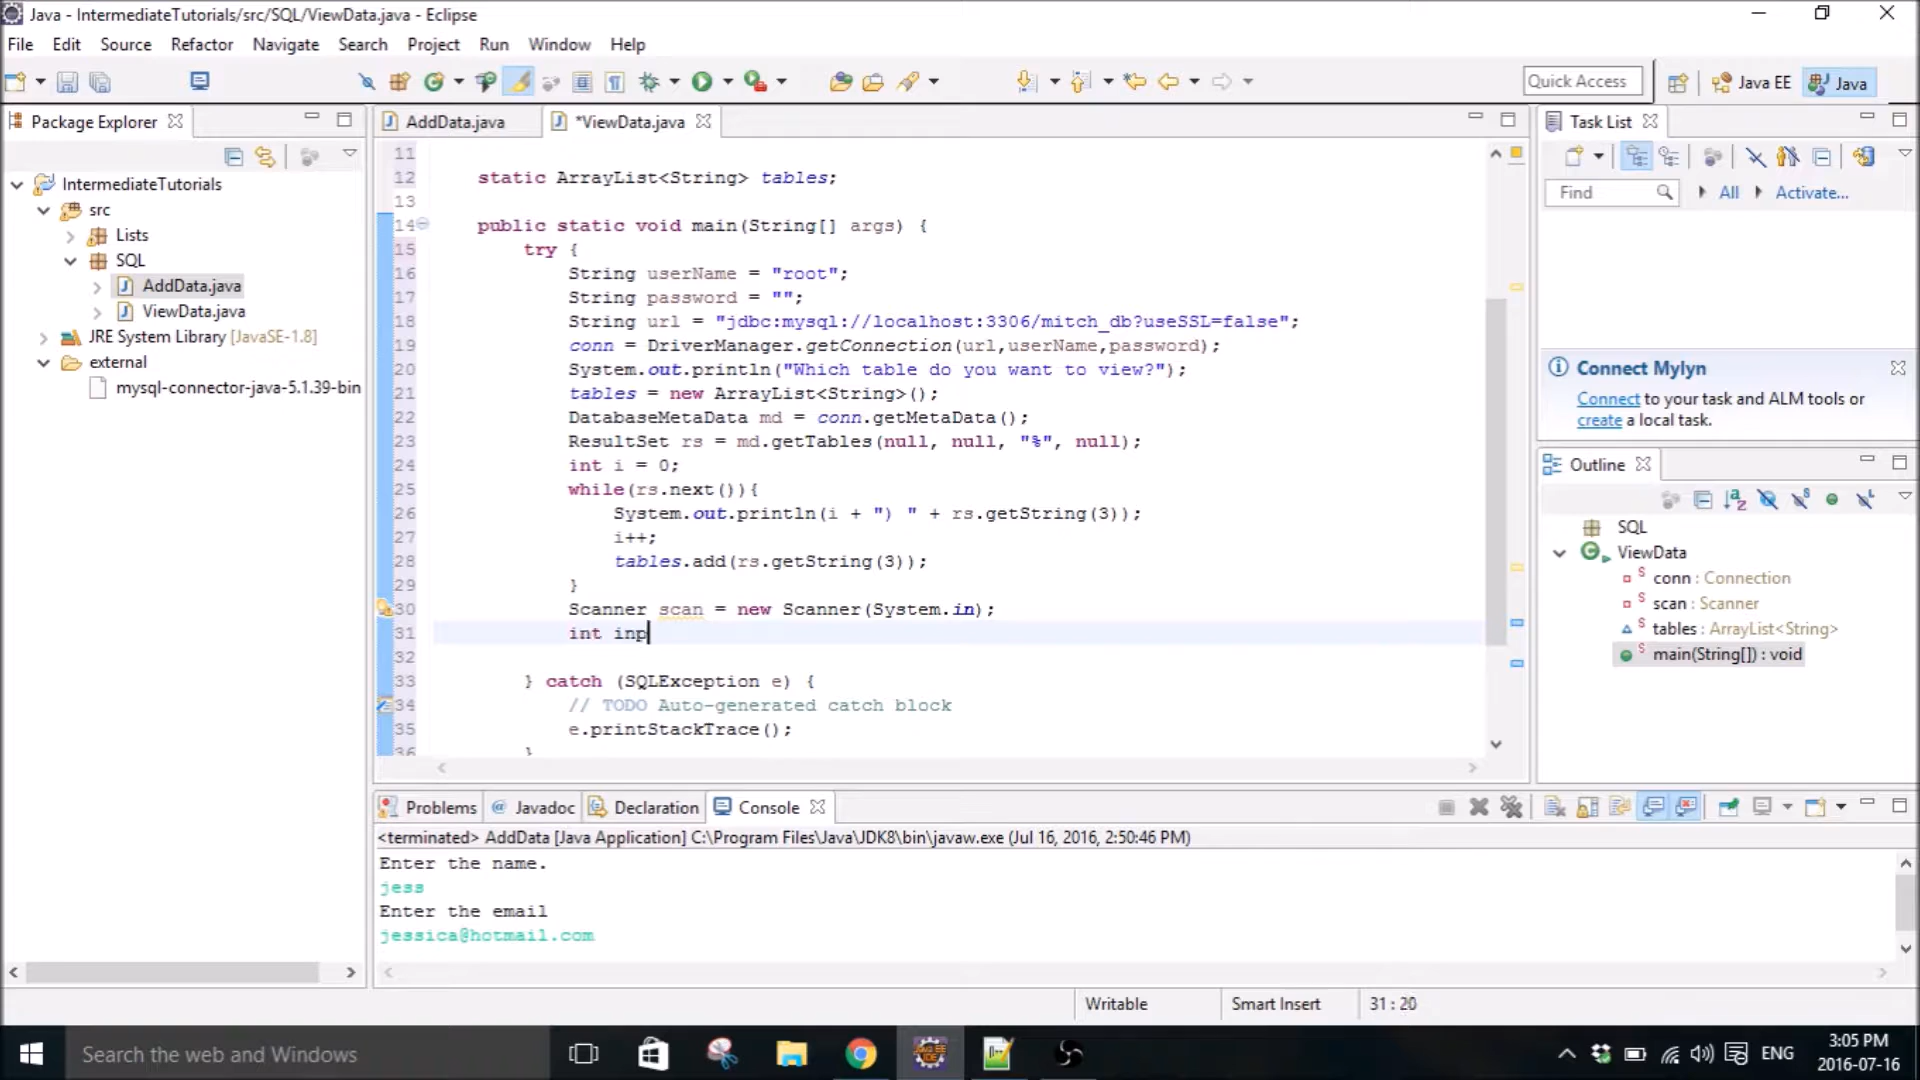 Java - IntermediateTutorials/src/SQL/ViewData.java - Eclipse
File Edit Source Refactor Navigate Search Project Run Window Help
Quick Access Java EE Java
Package Explorer
AddData.java *ViewData.java
Task List
IntermediateTutorials
src
Lists
SQL
AddData.java
ViewData.java
JRE System Library [JavaSE-1.8]
external
mysql-connector-java-5.1.39-bin
11
12 static ArrayList<String> tables;
13
14 public static void main(String[] args) {
15 try {
16 String userName = "root";
17 String password = "";
18 String url = "jdbc:mysql://localhost:3306/mitch_db?useSSL=false";
19 conn = DriverManager.getConnection(url,userName,password);
20 System.out.println("Which table do you want to view?");
21 tables = new ArrayList<String>();
22 DatabaseMetaData md = conn.getMetaData();
23 ResultSet rs = md.getTables(null, null, "%", null);
24 int i = 0;
25 while(rs.next()){
26 System.out.println(i + ") " + rs.getString(3));
27 i++;
28 tables.add(rs.getString(3));
29 }
30 Scanner scan = new Scanner(System.in);
31 int inp
32
33 } catch (SQLException e) {
34 // TODO Auto-generated catch block
35 e.printStackTrace();
36 }
Find All Activate...
Connect Mylyn
Connect to your task and ALM tools or
create a local task.
Outline
SQL
ViewData
conn : Connection
scan : Scanner
tables : ArrayList<String>
main(String[]) : void
Problems Javadoc Declaration Console
<terminated> AddData [Java Application] C:\Program Files\Java\JDK8\bin\javaw.exe (Jul 16, 2016, 2:50:46 PM)
Enter the name.
jess
Enter the email
jessica@hotmail.com
Writable Smart Insert 31 : 20
Search the web and Windows
ENG
3:05 PM
2016-07-16